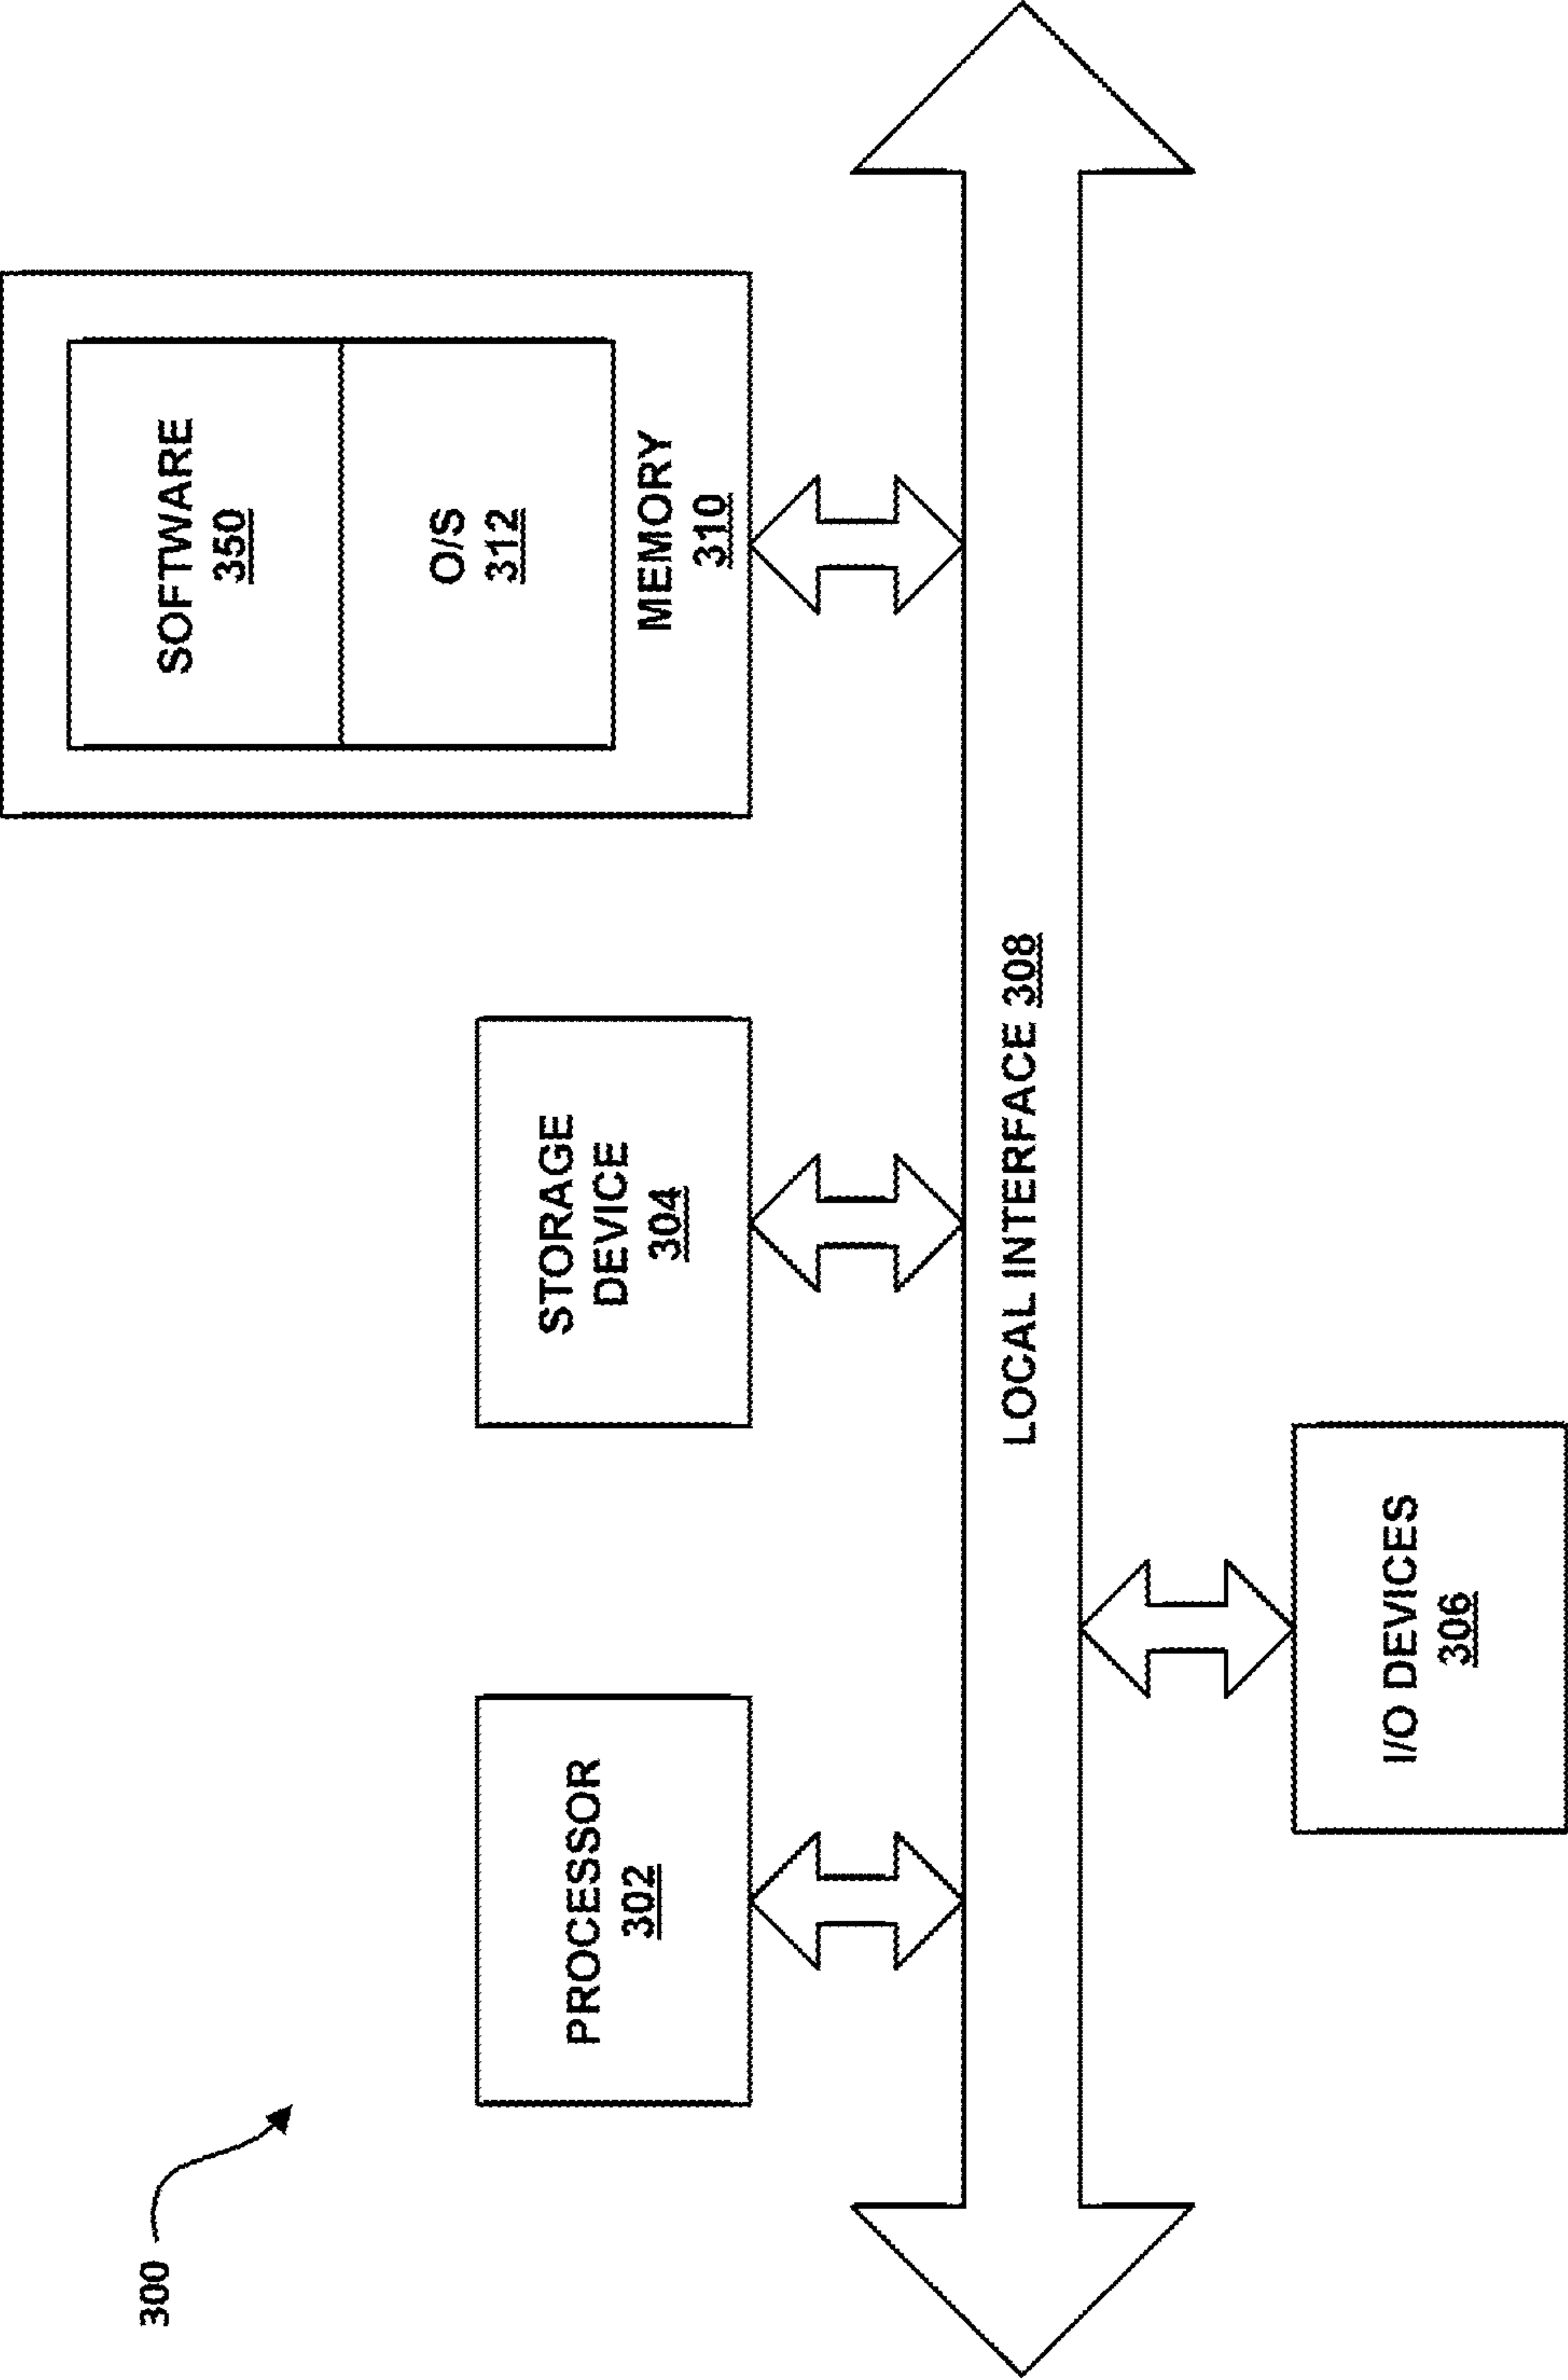 300
PROCESSOR
302
STORAGE
DEVICE
304
SOFTWARE
350
O/S
312
MEMORY
310
LOCAL INTERFACE 308
I/O DEVICES
306